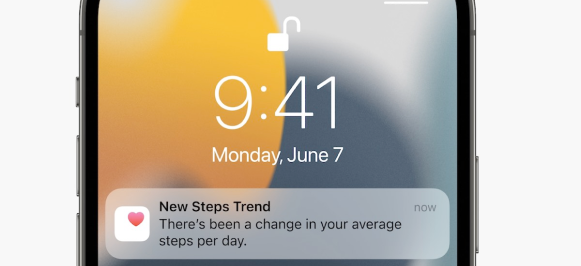 9:41
Monday, June 7
New Steps Trend
now
There's been a change in your average
steps per day.